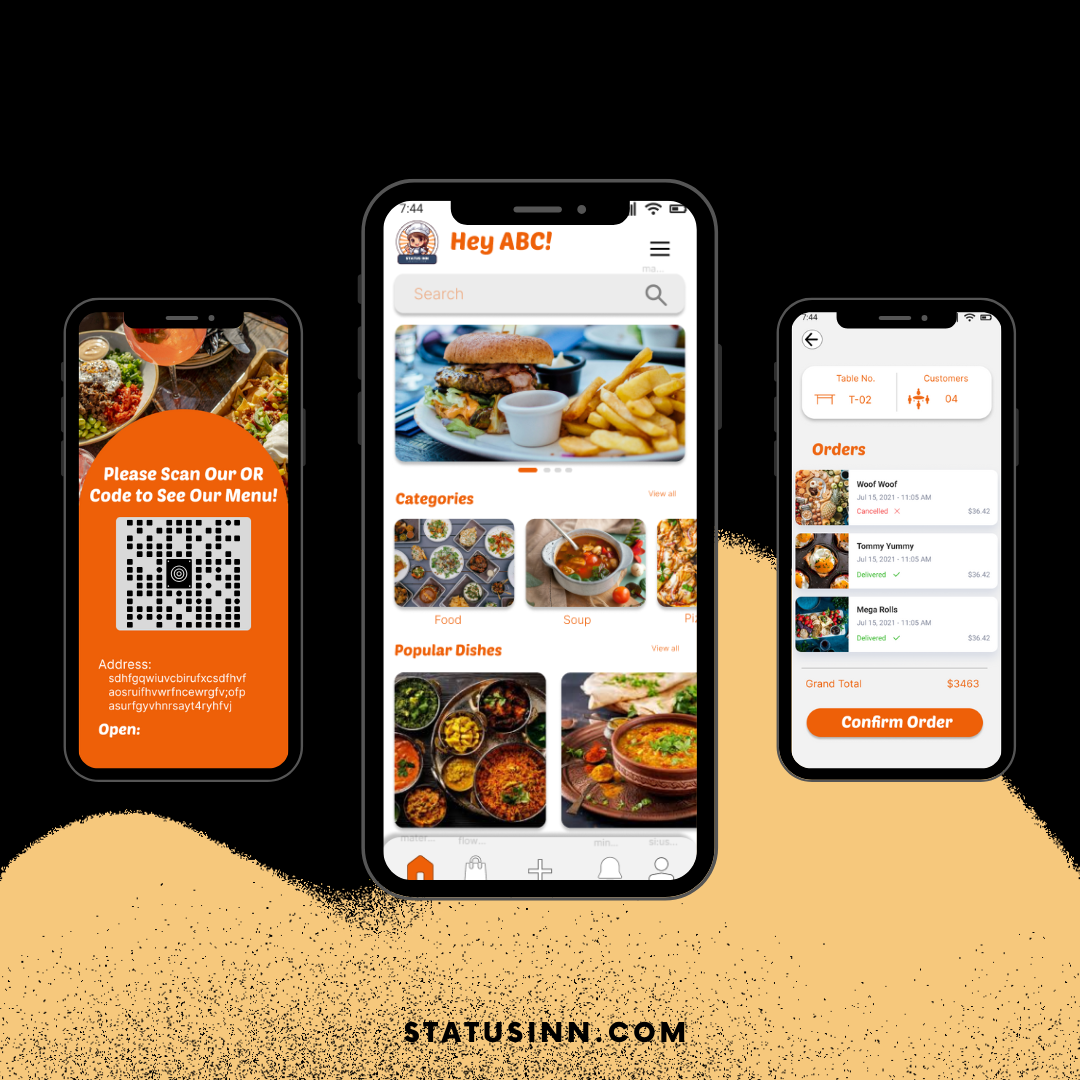 Please Scan Our OR
Code to See Our Menu!
Address:
sdhfgqwiuvcbirufxcsdfhvf
aosruifhvwrfncewrgfv;ofp
asurfgyvhnrsayt4ryhfvj
Open:
7:44
STATUS INN
Hey ABC!
ma...
Search
Categories
View all
Food
Soup
Piz
Popular Dishes
View all
mater...
flow...
min...
si:us...
7:44
Table No.
Customers
T-02
04
Orders
Woof Woof
Jul 15, 2021 - 11:05 AM
Cancelled
$36.42
Tommy Yummy
Jul 15, 2021 - 11:05 AM
Delivered
$36.42
Mega Rolls
Jul 15, 2021 - 11:05 AM
Delivered
$36.42
Grand Total
$3463
Confirm Order
STATUSINN.COM